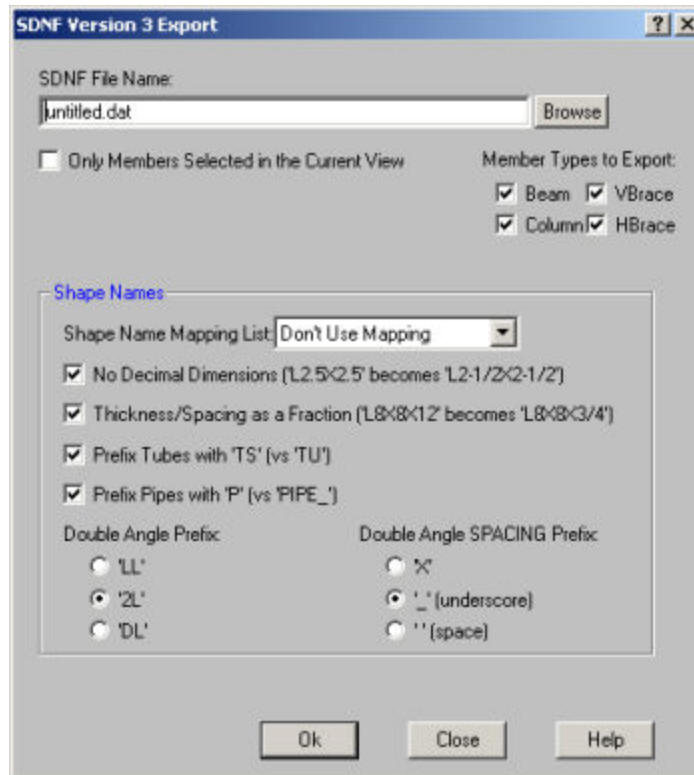 SDNF Version 3 Export
SDNF File Name:
untitled.dat
Browse
Only Members Selected in the Current View
Member Types to Export:
Beam VBrace
Column HBrace
Shape Names
Shape Name Mapping List: Don't Use Mapping
No Decimal Dimensions ('L2.5X2.5' becomes 'L2-1/2X2-1/2')
Thickness/Spacing as a Fraction ('L8X8X12' becomes 'L8X8X3/4')
Prefix Tubes with 'TS' (vs 'TU')
Prefix Pipes with 'P' (vs 'PIPE_')
Double Angle Prefix: Double Angle SPACING Prefix:
'LL' 'X'
'2L' '_' (underscore)
'DL' ' ' (space)
Ok Close Help